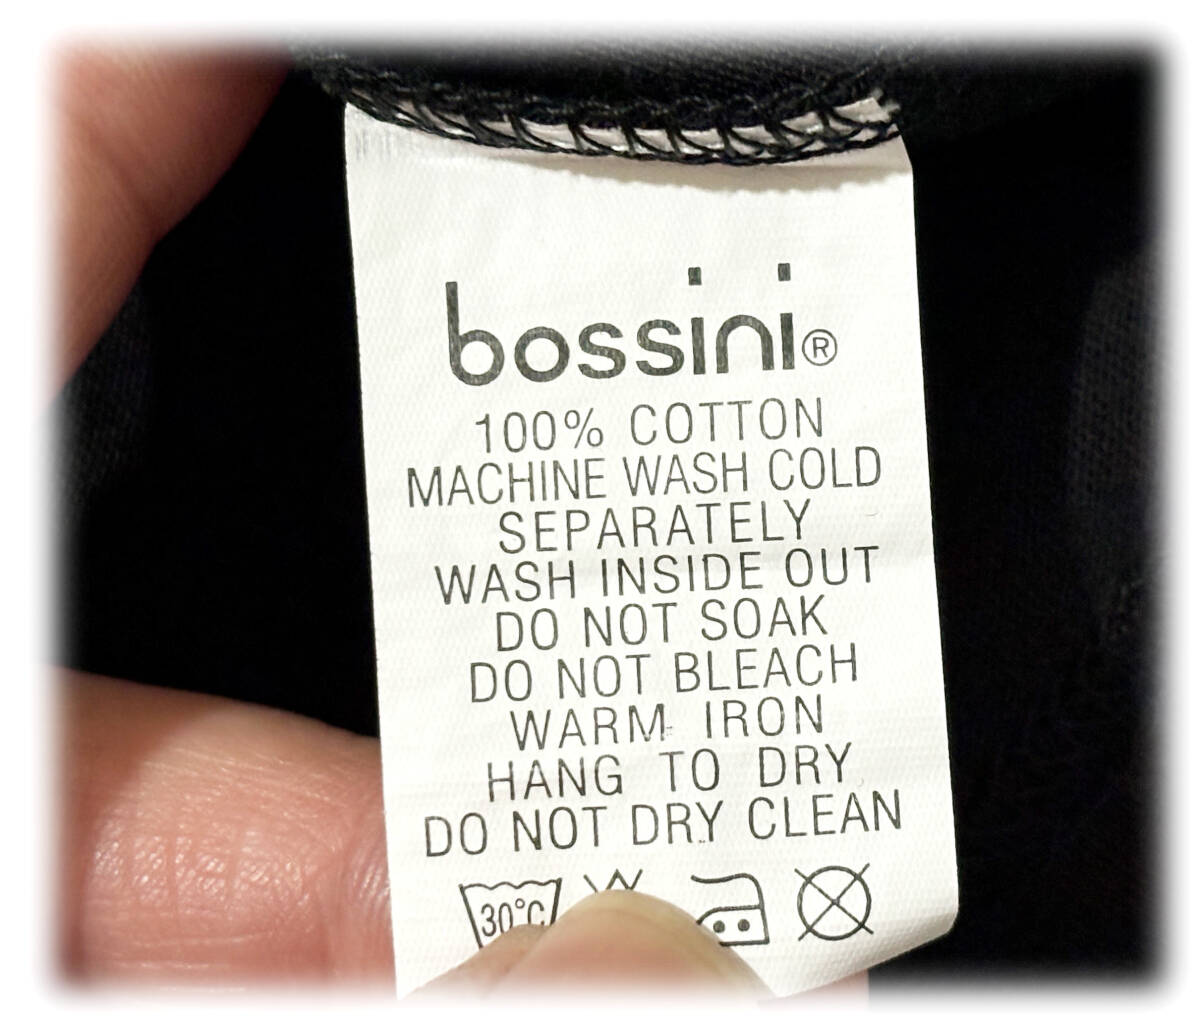 bossini®
100% COTTON
MACHINE WASH COLD
SEPARATELY
WASH INSIDE OUT
DO NOT SOAK
DO NOT BLEACH
WARM IRON
HANG TO DRY
DO NOT DRY CLEAN
30°C